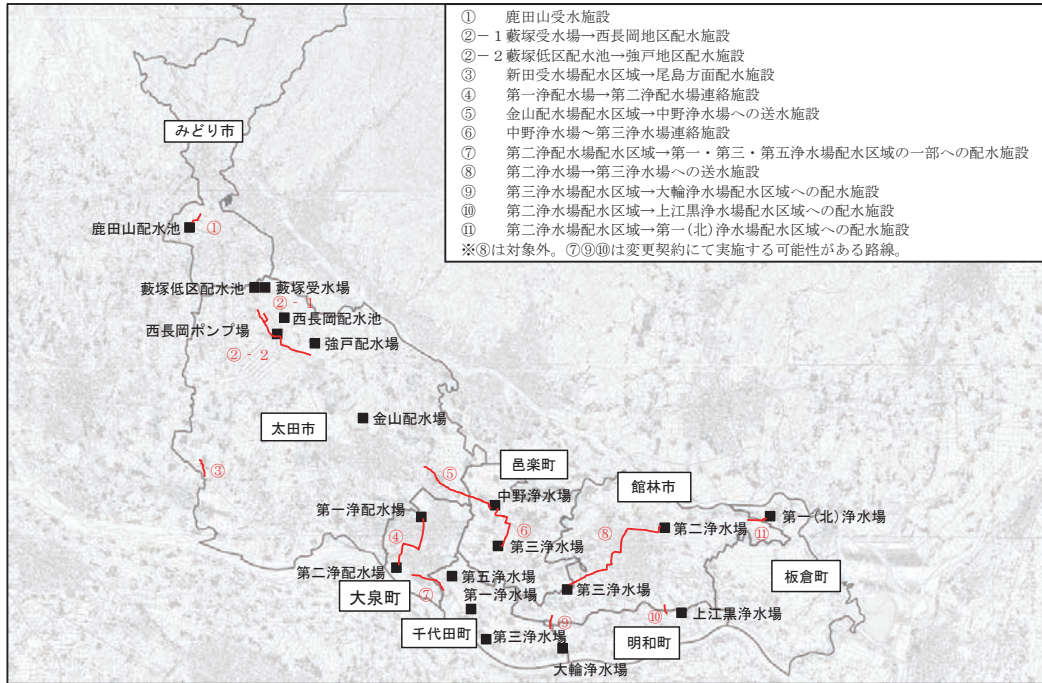 ① 鹿田山受水施設
②－１藪塚受水場→西長岡地区配水施設
②－２藪塚低区配水池→強戸地区配水施設
③ 新田受水場配水区域→尾島方面配水施設
④ 第一浄配水場→第二浄配水場連絡施設
⑤ 金山配水場配水区域→中野浄水場への送水施設
⑥ 中野浄水場～第三浄水場連絡施設
⑦ 第二浄配水場配水区域→第一・第三・第五浄水場配水区域の一部への配水施設
⑧ 第二浄水場→第三浄水場への送水施設
⑨ 第三浄水場配水区域→大輪浄水場配水区域への配水施設
⑩ 第二浄水場配水区域→上江黒浄水場配水区域への配水施設
⑪ 第二浄水場配水区域→第一(北)浄水場配水区域への配水施設
※⑧は対象外。⑦⑨⑩は変更契約にて実施する可能性がある路線。
みどり市
鹿田山配水池
①
藪塚低区配水池
藪塚受水場
②-１
西長岡配水池
西長岡ポンプ場
強戸配水場
②-２
金山配水場
太田市
③
⑤
邑楽町
中野浄水場
館林市
第一浄配水場
第二浄水場
第一(北)浄水場
⑪
④
⑥
⑧
第三浄水場
第二浄配水場
第五浄水場
板倉町
大泉町
⑦
第一浄水場
第三浄水場
上江黒浄水場
⑩
千代田町
⑨
第三浄水場
明和町
大輪浄水場